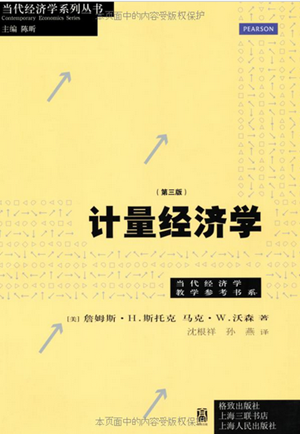 当代经济学系列丛书
Contemporary Economics Series
主编 陈昕
本页面中的内容受版权保护
PEARSON
（第三版）
计量经济学
当代经济学
教学参考书系
［美］詹姆斯·H.斯托克 马克·W.沃森 著
沈根祥 孙燕 译
本页面中的内容受版权保护
格致出版社
上海三联书店
上海人民出版社